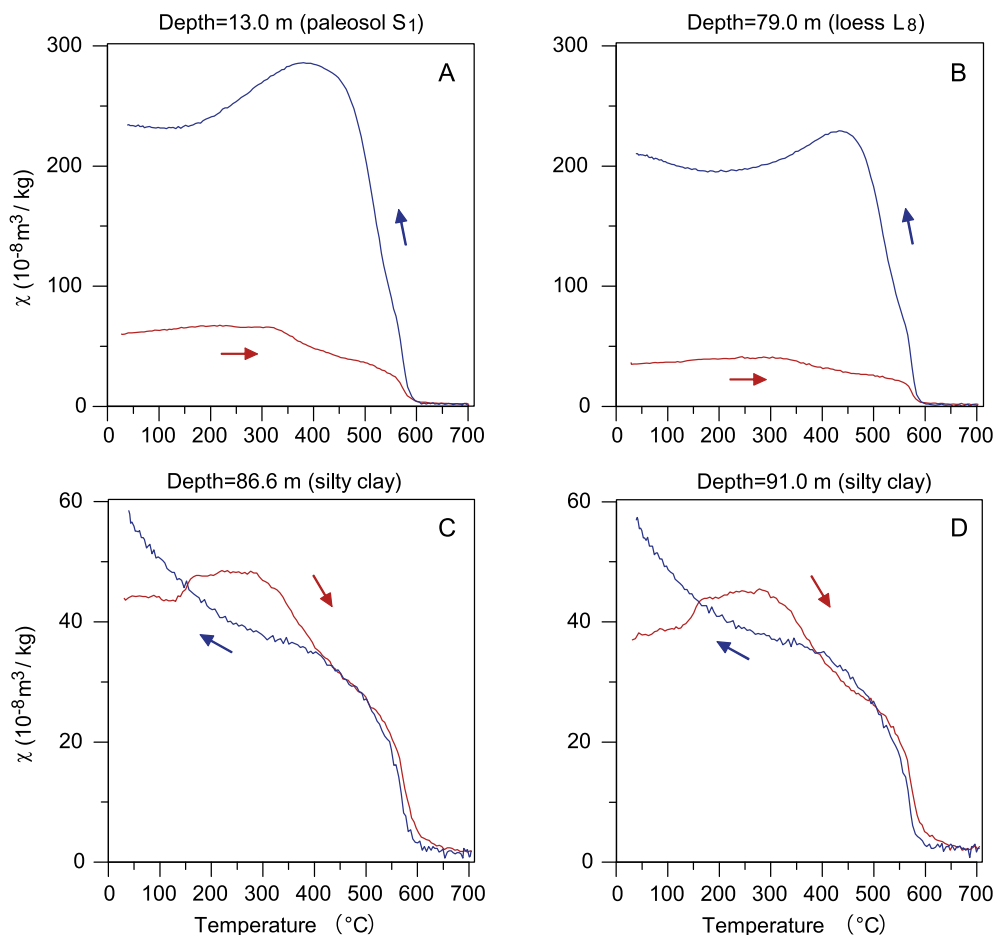 Depth=13.0 m (paleosol S1)
Depth=79.0 m (loess L8)
A
B
χ (10-8m3/ kg)
300
200
100
0
0 100 200 300 400 500 600 700
300
200
100
0
0 100 200 300 400 500 600 700
Depth=86.6 m (silty clay)
Depth=91.0 m (silty clay)
C
D
χ (10-8m3/ kg)
60
40
20
0
0 100 200 300 400 500 600 700
Temperature (°C)
60
40
20
0
0 100 200 300 400 500 600 700
Temperature (°C)